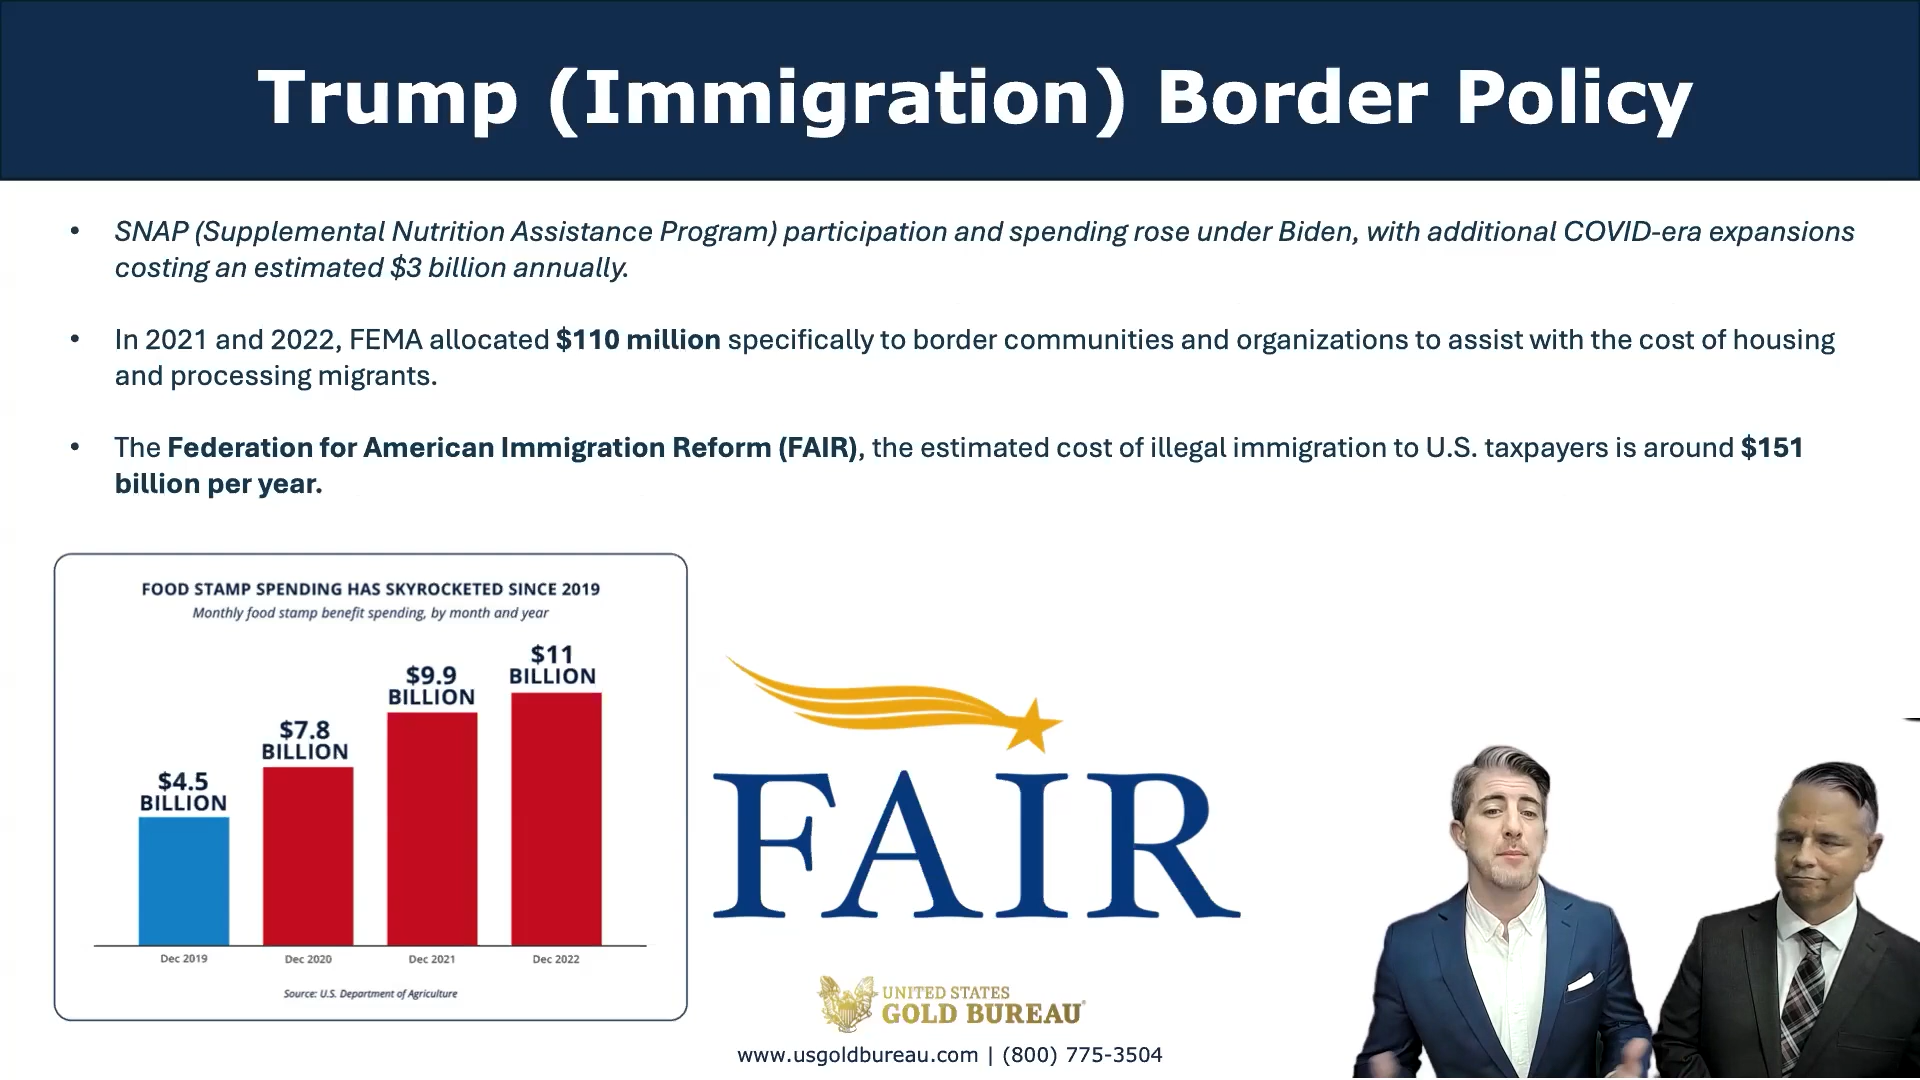 Trump (Immigration) Border Policy
• SNAP (Supplemental Nutrition Assistance Program) participation and spending rose under Biden, with additional COVID-era expansions
costing an estimated $3 billion annually.
• In 2021 and 2022, FEMA allocated $110 million specifically to border communities and organizations to assist with the cost of housing
and processing migrants.
• The Federation for American Immigration Reform (FAIR), the estimated cost of illegal immigration to U.S. taxpayers is around $151
billion per year.
FOOD STAMP SPENDING HAS SKYROCKETED SINCE 2019
Monthly food stamp benefit spending, by month and year
$4.5
BILLION
$7.8
BILLION
$9.9
BILLION
$11
BILLION
Dec 2019
Dec 2020
Dec 2021
Dec 2022
Source: U.S. Department of Agriculture
FAIR
UNITED STATES
GOLD BUREAU®
www.usgoldbureau.com | (800) 775-3504